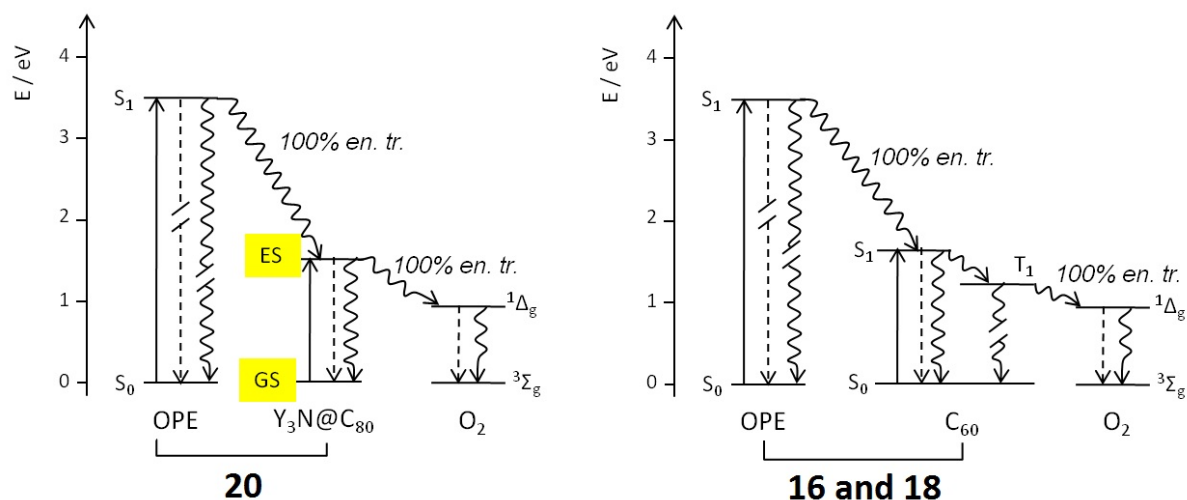 E / eV
4
3
2
1
0
S₁
100% en. tr.
ES
100% en. tr.
¹Δg
GS
S₀
³Σg
OPE
Y₃N@C₈₀
O₂
20
E / eV
4
3
2
1
0
S₁
100% en. tr.
S₁
T₁
100% en. tr.
¹Δg
S₀
S₀
³Σg
OPE
C₆₀
O₂
16 and 18